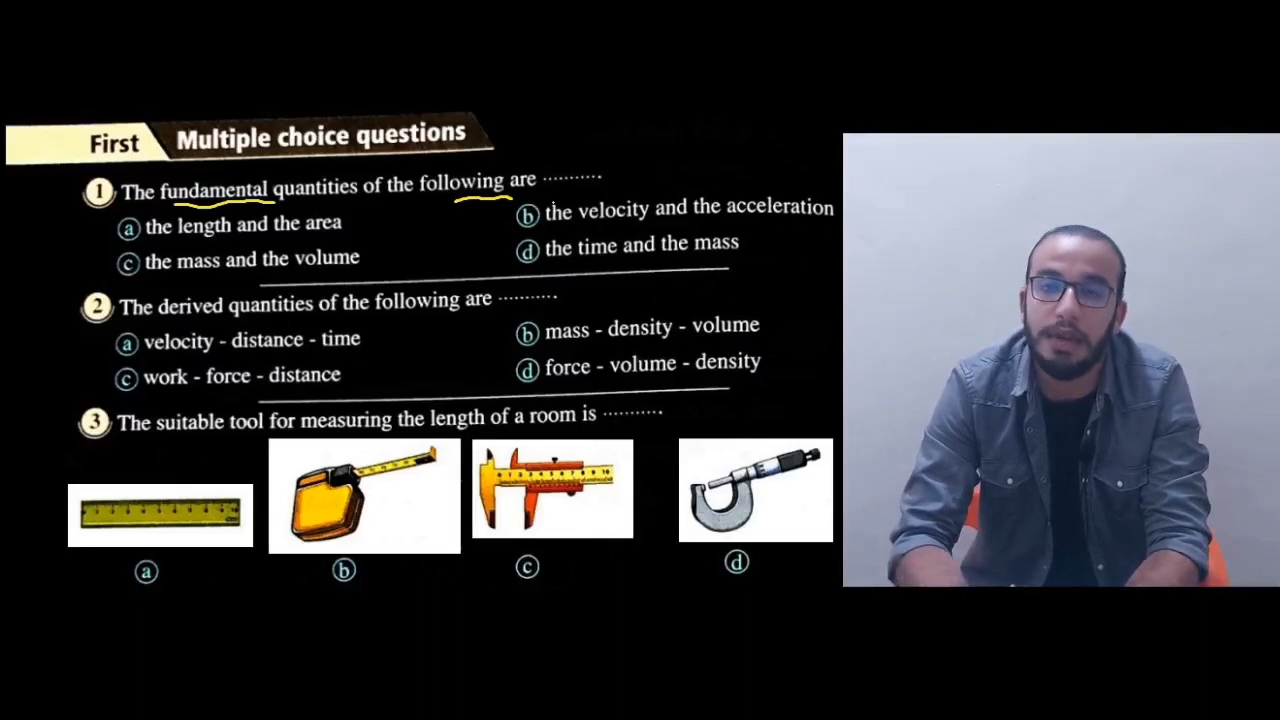 First Multiple choice questions
1 The fundamental quantities of the following are ...........
a the length and the area
b the velocity and the acceleration
c the mass and the volume
d the time and the mass
2 The derived quantities of the following are ...........
a velocity - distance - time
b mass - density - volume
c work - force - distance
d force - volume - density
3 The suitable tool for measuring the length of a room is ...........
a
b
c
d